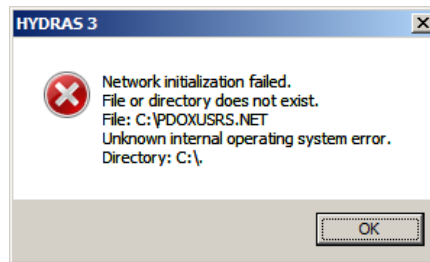 HYDRAS 3
Network initialization failed.
File or directory does not exist.
File: C:\PDOXUSRS.NET
Unknown internal operating system error.
Directory: C:\.
OK